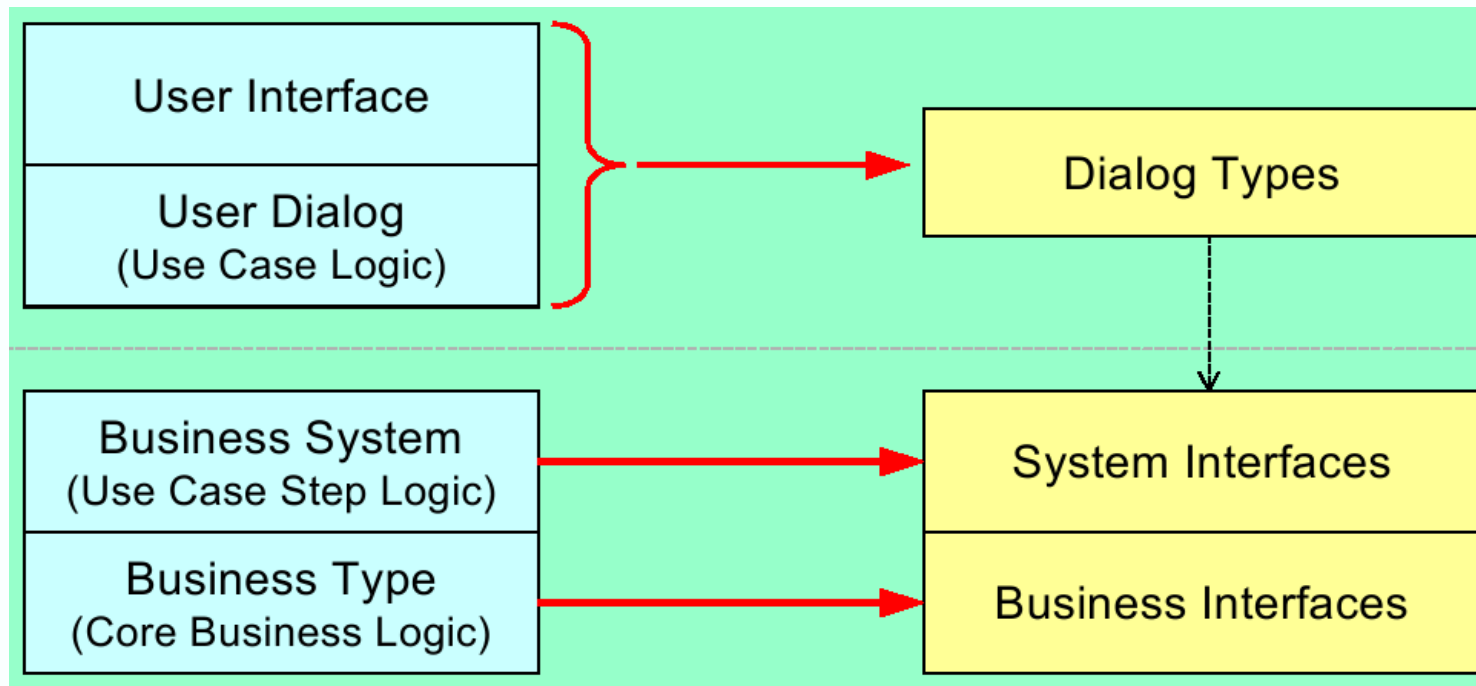 User Interface
User Dialog
(Use Case Logic)
Dialog Types
Business System
(Use Case Step Logic)
System Interfaces
Business Type
(Core Business Logic)
Business Interfaces